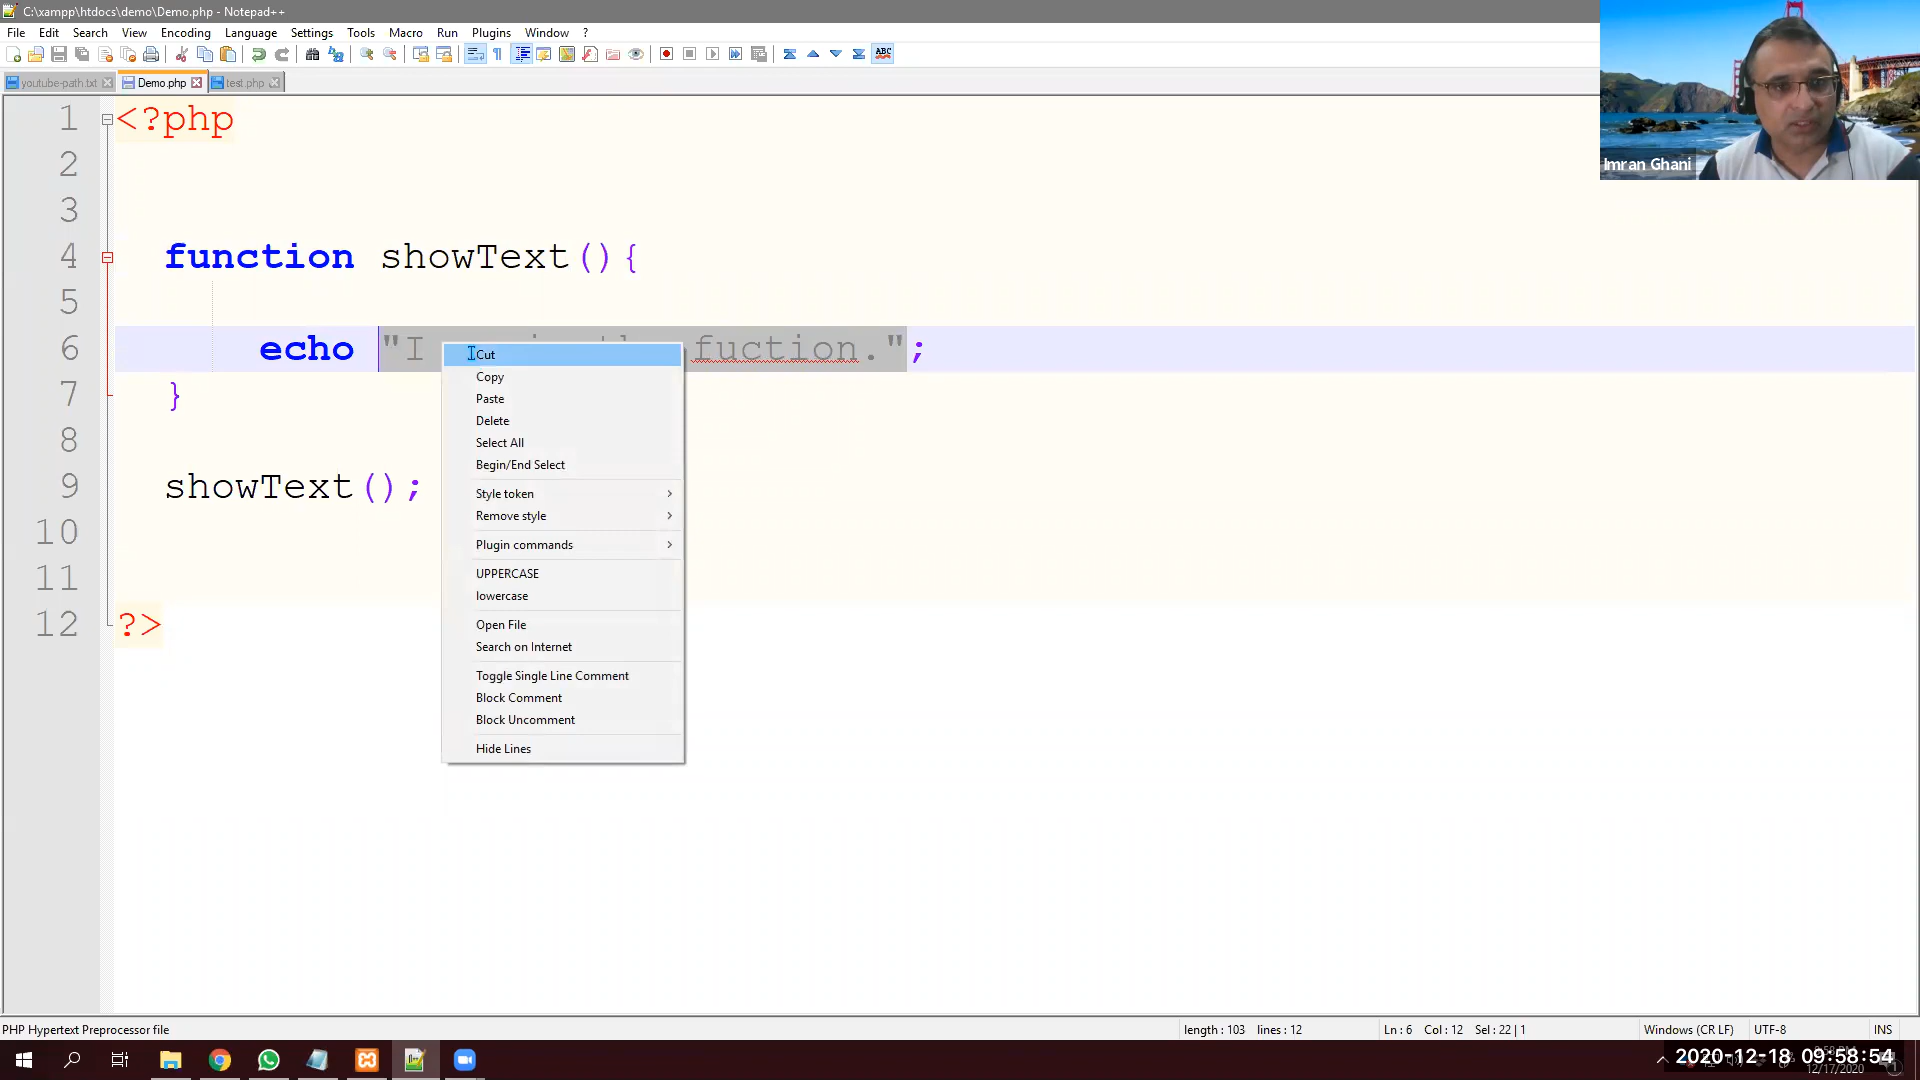 C:\xampp\htdocs\demo\Demo.php - Notepad++
File Edit Search View Encoding Language Settings Tools Macro Run Plugins Window ?
youtube-path.txt Demo.php test.php
Imran Ghani
1 <?php
2
3
4 function showText(){
5
6 echo "I fuction.";
7 }
8
9 showText();
10
11
12 ?>
Cut
Copy
Paste
Delete
Select All
Begin/End Select
Style token
Remove style
Plugin commands
UPPERCASE
lowercase
Open File
Search on Internet
Toggle Single Line Comment
Block Comment
Block Uncomment
Hide Lines
PHP Hypertext Preprocessor file length : 103 lines : 12 Ln : 6 Col : 12 Sel : 22 | 1 Windows (CR LF) UTF-8 INS
2020-12-18 09:58:54
12/17/2020